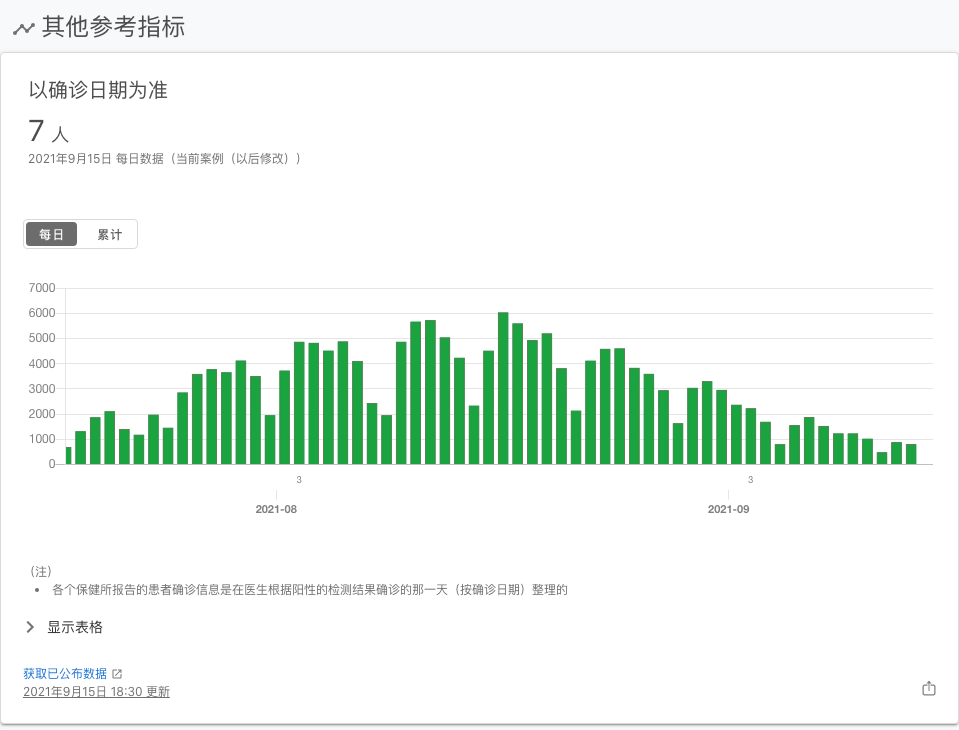 其他参考指标
以确诊日期为准
7 人
2021年9月15日 每日数据（当前案例（以后修改））
每日 累计
7000
6000
5000
4000
3000
2000
1000
0
3 3
2021-08 2021-09
（注）
• 各个保健所报告的患者确诊信息是在医生根据阳性的检测结果确诊的那一天（按确诊日期）整理的
显示表格
获取已公布数据
2021年9月15日 18:30 更新